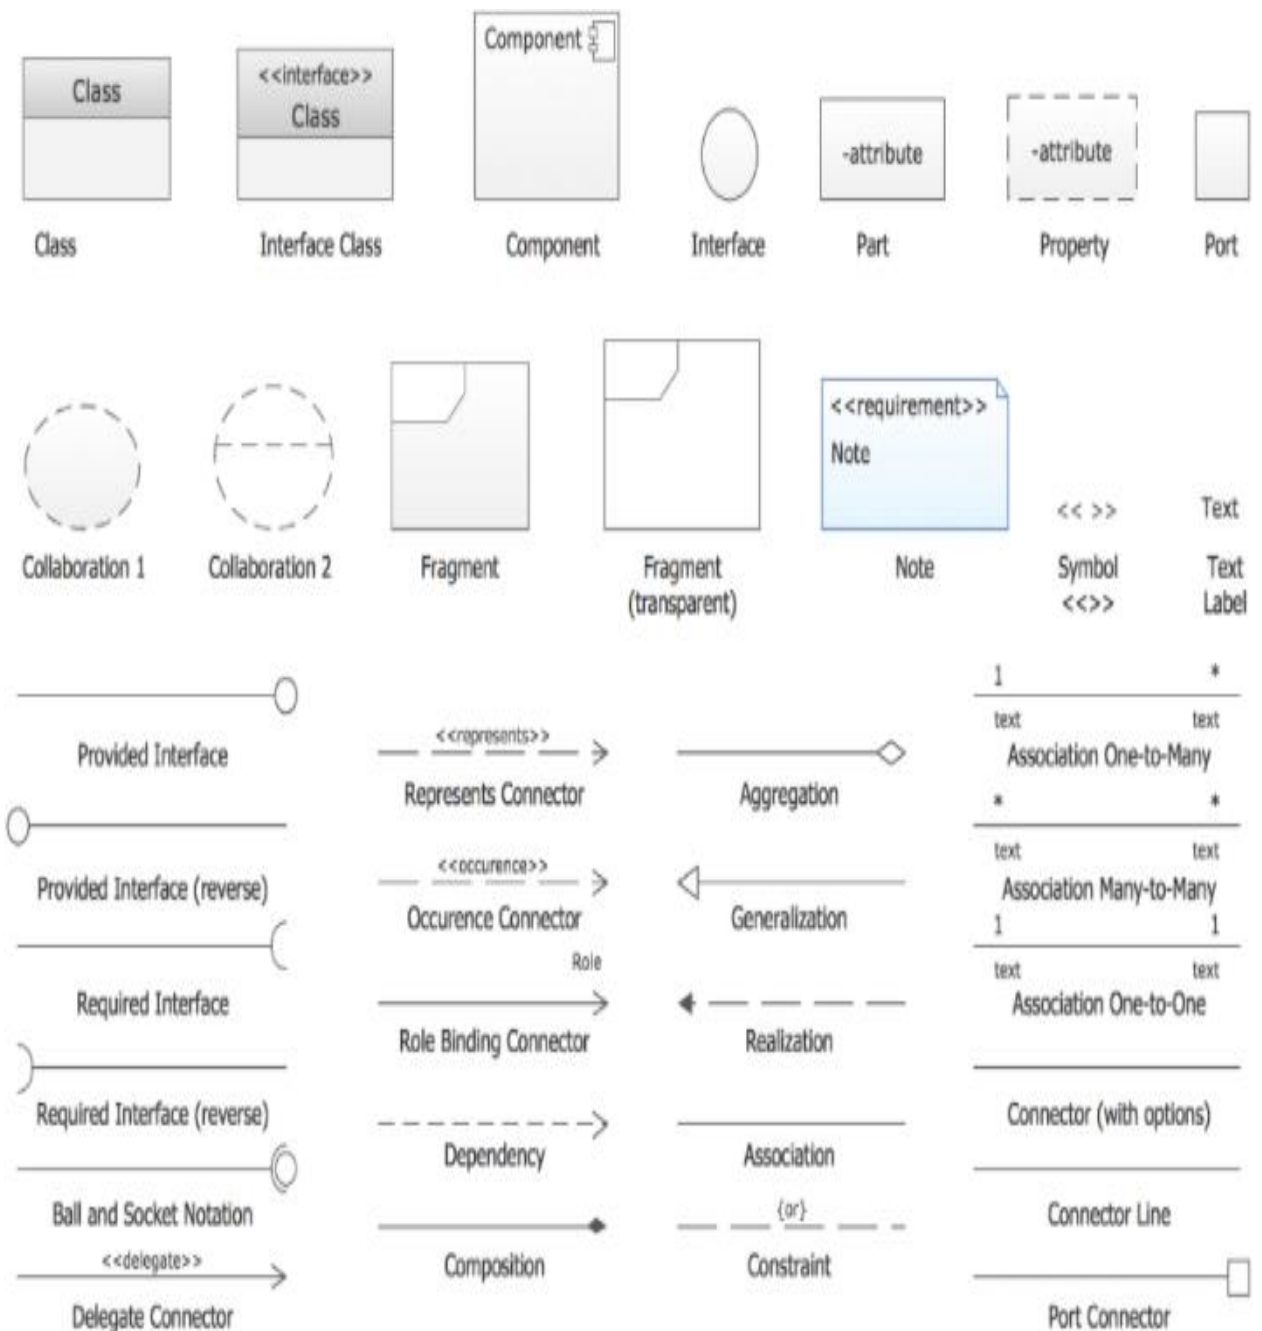 Class
<<interface>>
Class
Component
-attribute
-attribute
Class
Interface Class
Component
Interface
Part
Property
Port
<<requirement>>
Note
<< >>
Text
Collaboration 1
Collaboration 2
Fragment
Fragment
(transparent)
Note
Symbol
<<>>
Text
Label
Provided Interface
Provided Interface (reverse)
Required Interface
Required Interface (reverse)
Ball and Socket Notation
<<delegate>>
Delegate Connector
<<represents>>
Represents Connector
<<occurence>>
Occurence Connector
Role
Role Binding Connector
Dependency
Composition
Aggregation
Generalization
Realization
Association
{or}
Constraint
1 *
text text
Association One-to-Many
* *
text text
Association Many-to-Many
1 1
text text
Association One-to-One
Connector (with options)
Connector Line
Port Connector